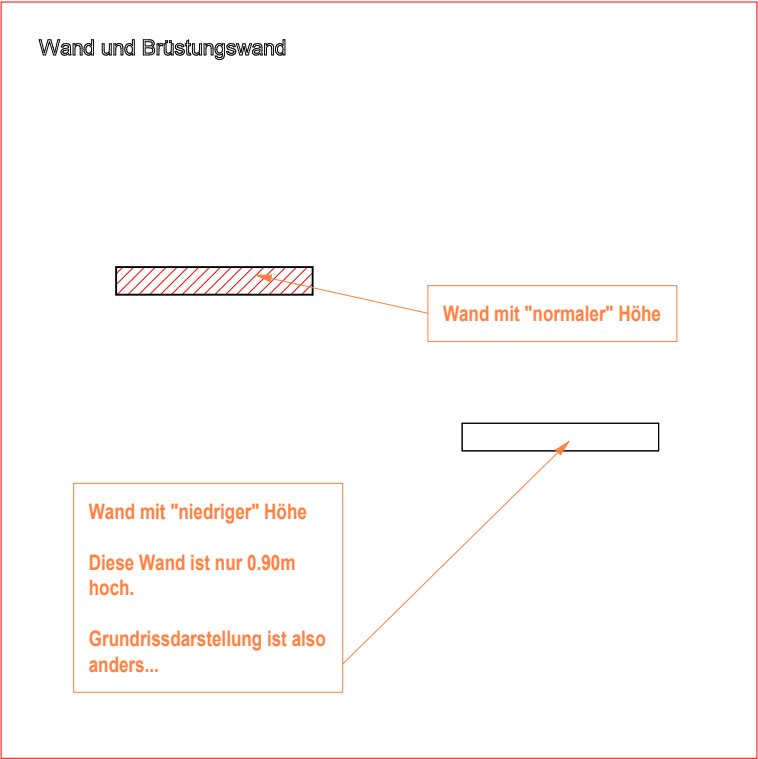 Wand und Brüstungswand
Wand mit "normaler" Höhe
Wand mit "niedriger" Höhe
Diese Wand ist nur 0.90m
hoch.
Grundrissdarstellung ist also
anders...